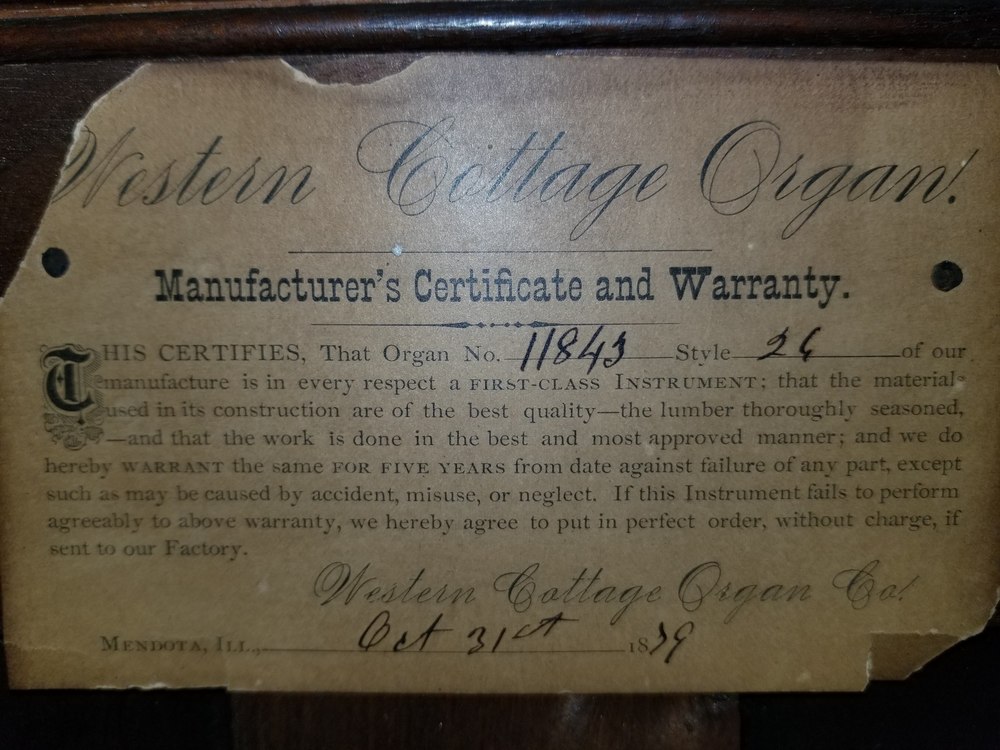 Western Cottage Organ.
Manufacturer's Certificate and Warranty.
THIS CERTIFIES, That Organ No. 11843 Style 26 of our
manufacture is in every respect a FIRST-CLASS INSTRUMENT; that the materials
used in its construction are of the best quality—the lumber thoroughly seasoned,
—and that the work is done in the best and most approved manner; and we do
hereby WARRANT the same FOR FIVE YEARS from date against failure of any part, except
such as may be caused by accident, misuse, or neglect. If this Instrument fails to perform
agreeably to above warranty, we hereby agree to put in perfect order, without charge, if
sent to our Factory.
Western Cottage Organ Co.
MENDOTA, ILL., Oct 31st 1879